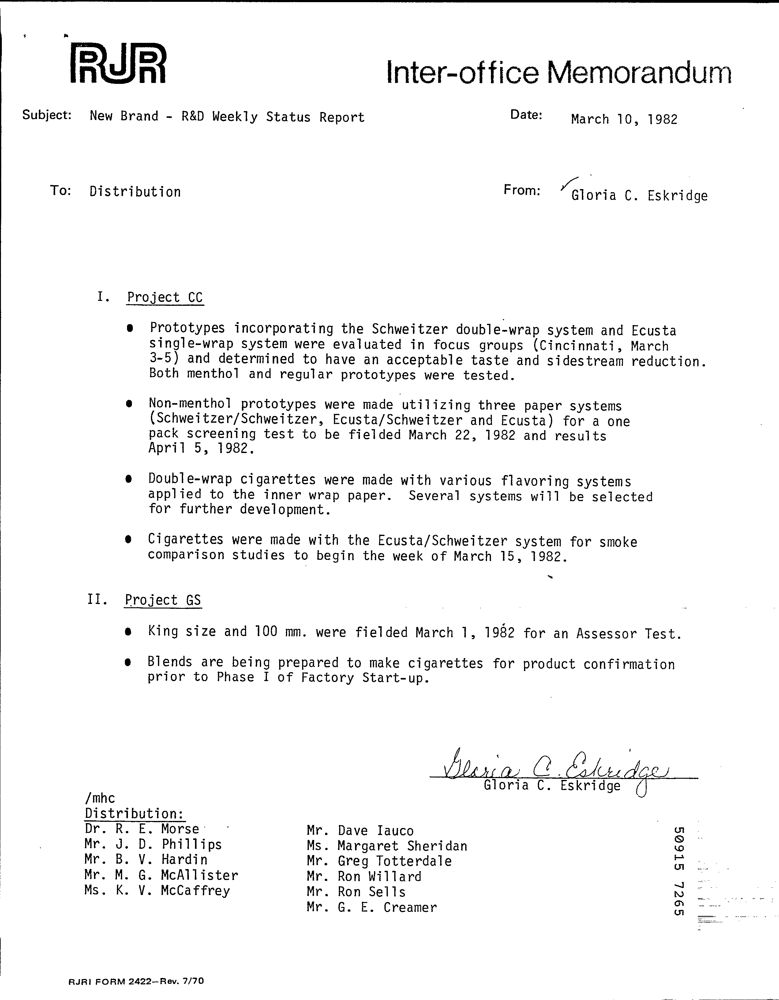 RJR
Inter-office Memorandum
Subject: New Brand - R&D Weekly Status Report Date: March 10, 1982
To: Distribution From: Gloria C. Eskridge
I. Project CC
● Prototypes incorporating the Schweitzer double-wrap system and Ecusta
single-wrap system were evaluated in focus groups (Cincinnati, March
3-5) and determined to have an acceptable taste and sidestream reduction.
Both menthol and regular prototypes were tested.
● Non-menthol prototypes were made utilizing three paper systems
(Schweitzer/Schweitzer, Ecusta/Schweitzer and Ecusta) for a one
pack screening test to be fielded March 22, 1982 and results
April 5, 1982.
● Double-wrap cigarettes were made with various flavoring systems
applied to the inner wrap paper. Several systems will be selected
for further development.
● Cigarettes were made with the Ecusta/Schweitzer system for smoke
comparison studies to begin the week of March 15, 1982.
II. Project GS
● King size and 100 mm. were fielded March 1, 1982 for an Assessor Test.
● Blends are being prepared to make cigarettes for product confirmation
prior to Phase I of Factory Start-up.
Gloria C. Eskridge
Gloria C. Eskridge
/mhc
Distribution:
Dr. R. E. Morse
Mr. J. D. Phillips
Mr. B. V. Hardin
Mr. M. G. McAllister
Ms. K. V. McCaffrey
Mr. Dave Iauco
Ms. Margaret Sheridan
Mr. Greg Totterdale
Mr. Ron Willard
Mr. Ron Sells
Mr. G. E. Creamer
50915 7265
RJRI FORM 2422—Rev. 7/70